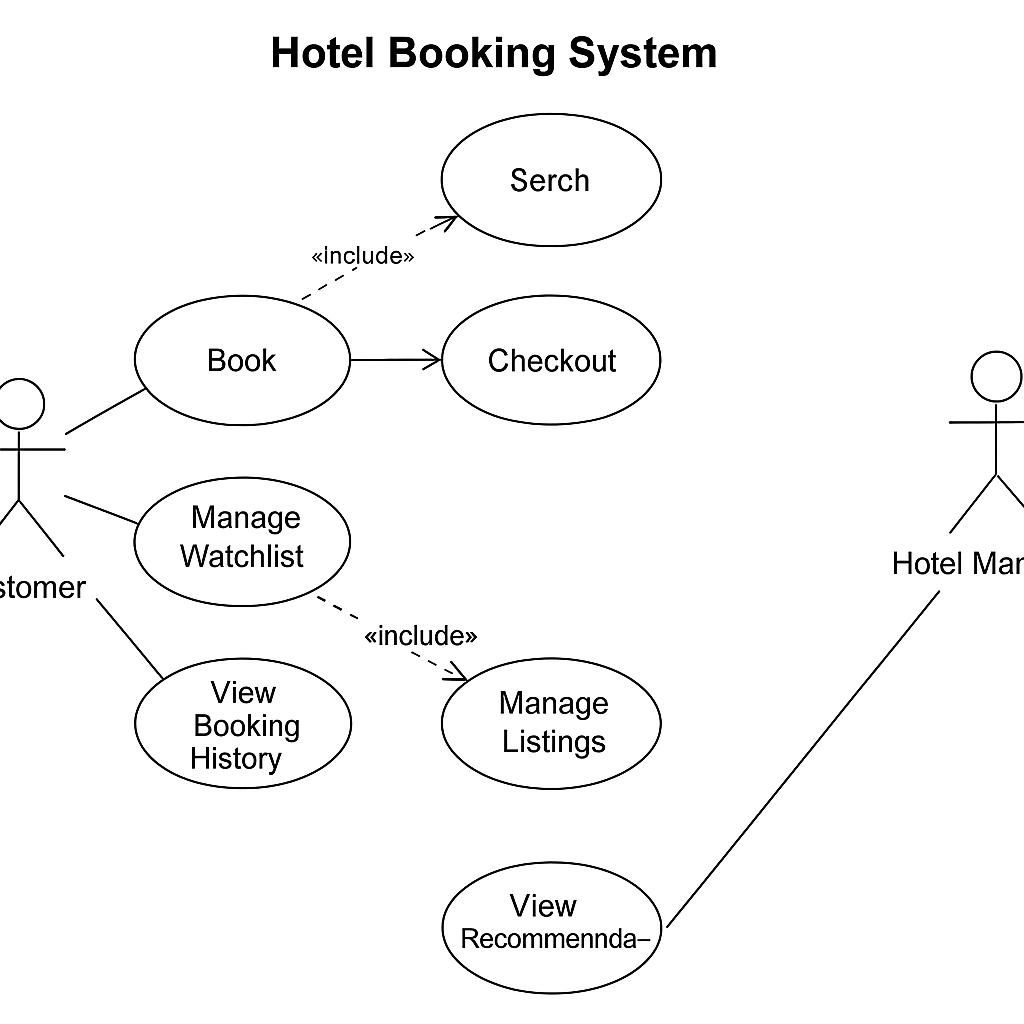 Hotel Booking System
Serch
«include»
Book
Checkout
Manage
Watchlist
stomer
Hotel Mar
«include»
View
Booking
History
Manage
Listings
View
Recommennda–